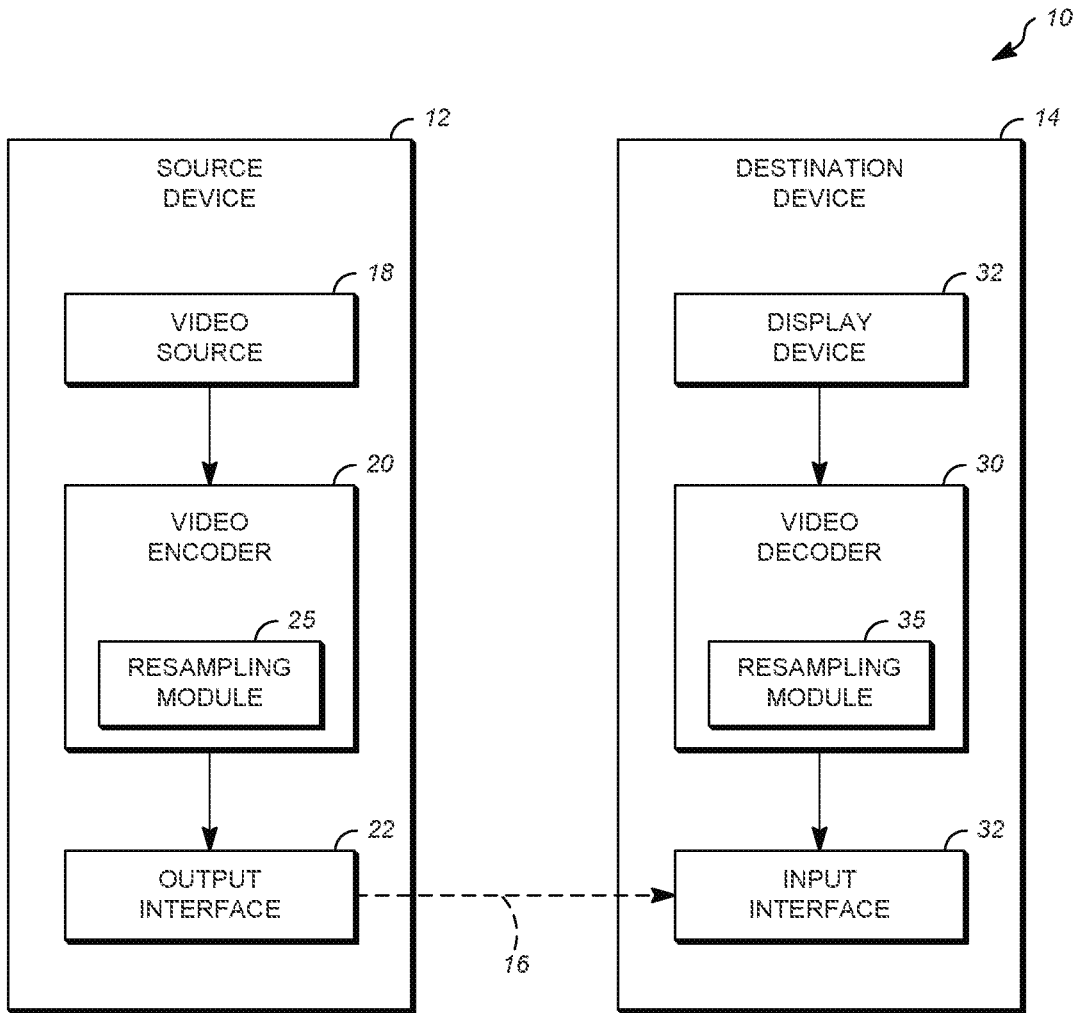 10
12
SOURCE
DEVICE
18
VIDEO
SOURCE
20
VIDEO
ENCODER
25
RESAMPLING
MODULE
22
OUTPUT
INTERFACE
16
14
DESTINATION
DEVICE
32
DISPLAY
DEVICE
30
VIDEO
DECODER
35
RESAMPLING
MODULE
32
INPUT
INTERFACE